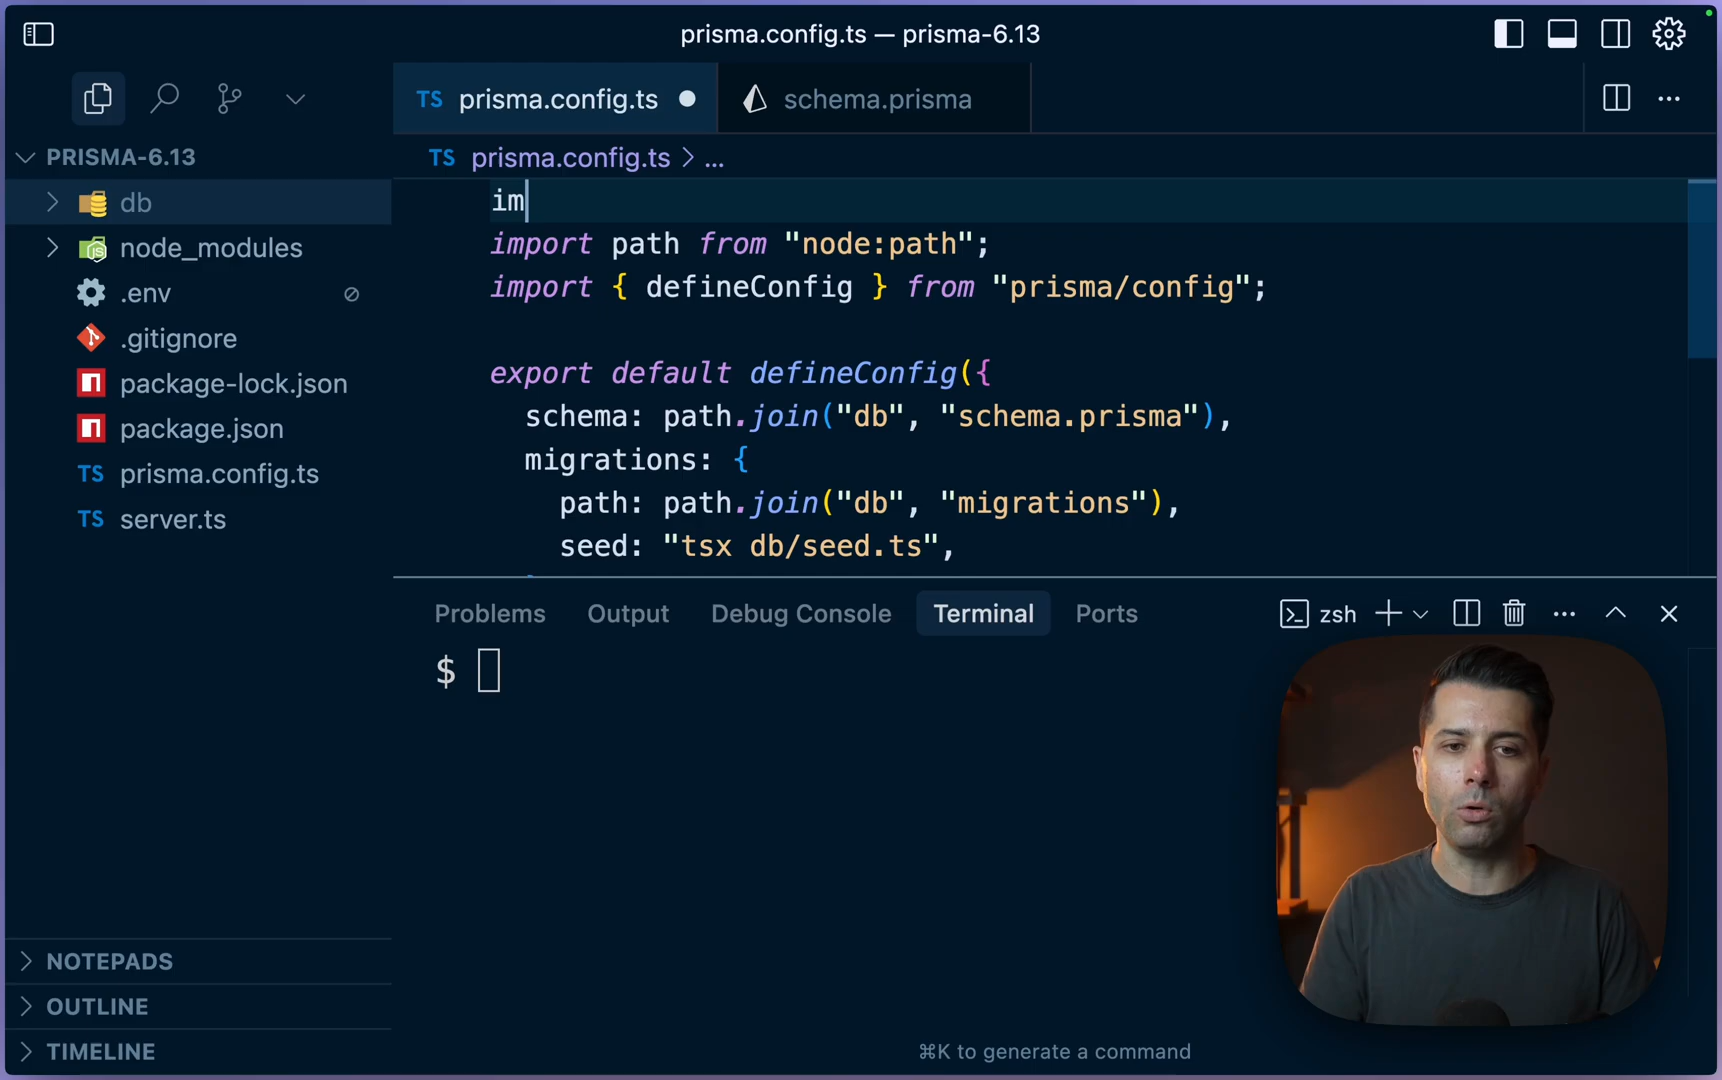 prisma.config.ts — prisma-6.13
TS prisma.config.ts
schema.prisma
PRISMA-6.13
TS prisma.config.ts > ...
db
node_modules
.env
.gitignore
package-lock.json
package.json
TS prisma.config.ts
TS server.ts
im
import path from "node:path";
import { defineConfig } from "prisma/config";
export default defineConfig({
schema: path.join("db", "schema.prisma"),
migrations: {
path: path.join("db", "migrations"),
seed: "tsx db/seed.ts",
Problems Output Debug Console Terminal Ports
zsh
$
NOTEPADS
OUTLINE
TIMELINE
⌘K to generate a command